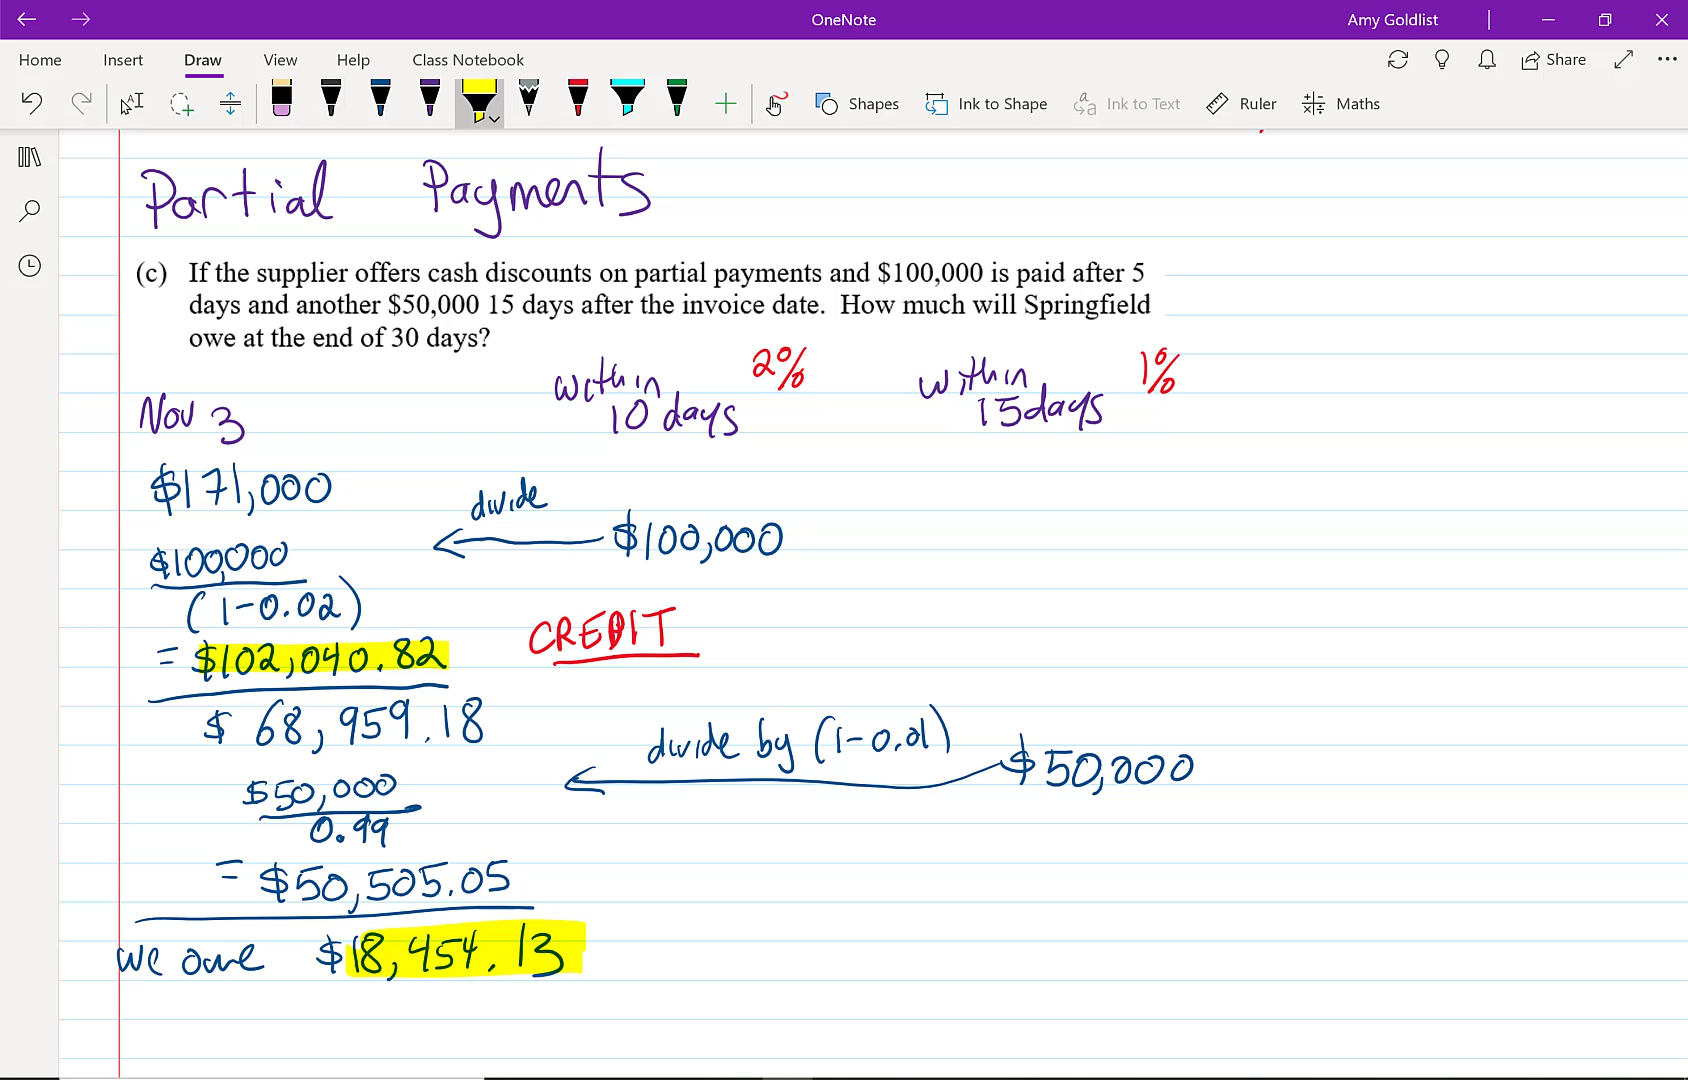 OneNote
Amy Goldlist
Home Insert Draw View Help Class Notebook
Share
Shapes Ink to Shape Ink to Text Ruler Maths
Partial Payments
(c) If the supplier offers cash discounts on partial payments and $100,000 is paid after 5
days and another $50,000 15 days after the invoice date. How much will Springfield
owe at the end of 30 days?
within 2% within 1%
Nov 3 10 days 15 days
$171,000
divide
$100,000
$100,000
(1-0.02)
CREDIT
= $102,040.82
$ 68,959.18
divide by (1-0.01)
$50,000
$50,000
0.99
= $50,505.05
we owe $18,454.13